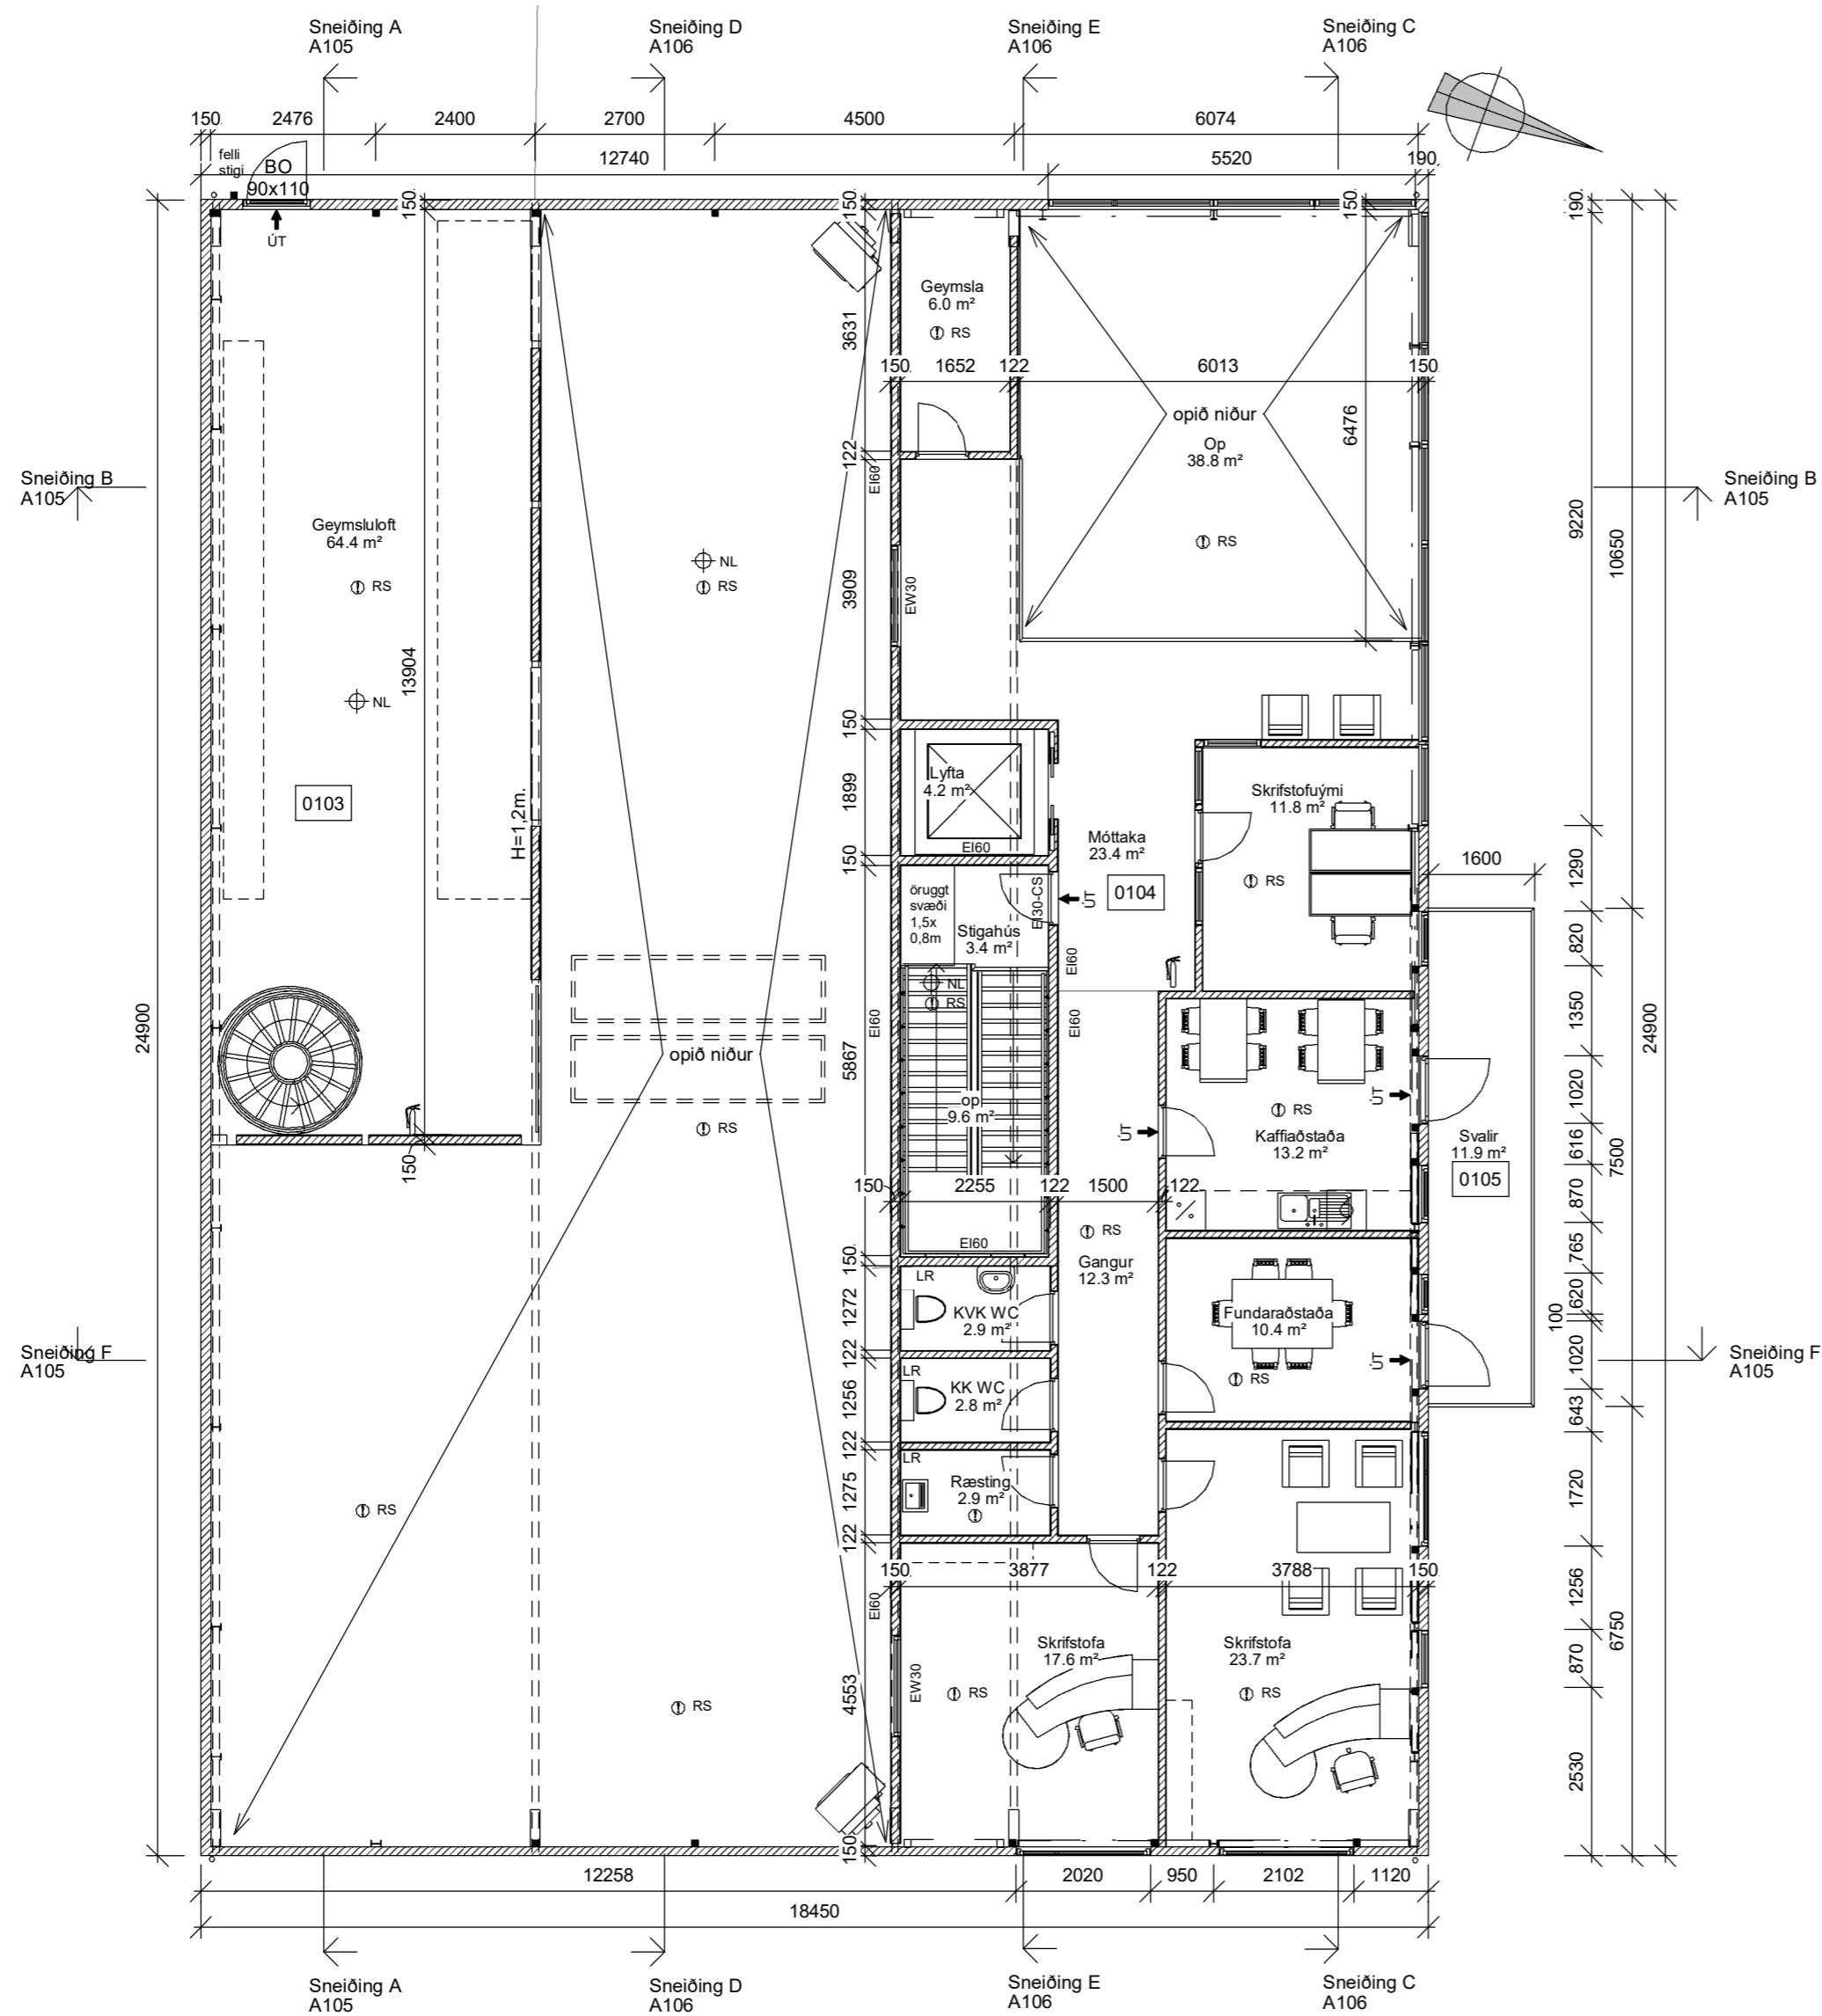 Sneiðing A
A105
Sneiðing D
A106
Sneiðing E
A106
Sneiðing C
A106
150
2476
2400
2700
4500
6074
12740
5520
190
felli
stigi
BO
90x110
ÚT
150
150
150
190
Geymsla
6.0 m²
RS
3631
150
1652
122
6013
150
opið niður
Op
38.8 m²
6476
RS
122
EI60
Sneiðing B
A105
Sneiðing B
A105
9220
10650
Geymsluloft
64.4 m²
RS
NL
RS
3909
EW30
13904
NL
150
0103
H=1,2m.
Lyfta
4.2 m²
1899
EI60
150
Skrifstofuými
11.8 m²
RS
Móttaka
23.4 m²
0104
ÚT
EI30-CS
öruggt
svæði
1,5x
0,8m
Stigahús
3.4 m²
NL
RS
EI60
EI60
EI60
1600
1290
820
1350
24900
24900
opið niður
5867
RS
op
9.6 m²
ÚT
ÚT
RS
Kaffiaðstaða
13.2 m²
1020
616
7500
Svalir
11.9 m²
0105
870
150
150
2255
122
1500
122
RS
EI60
150
Gangur
12.3 m²
765
LR
KVK WC
2.9 m²
1272
Fundaraðstaða
10.4 m²
620
100
Sneiðing F
A105
122
LR
KK WC
2.8 m²
1256
RS
ÚT
1020
Sneiðing F
A105
643
122
LR
Ræsting
2.9 m²
1275
RS
1720
122
150
3877
122
3788
150
EI60
1256
6750
Skrifstofa
17.6 m²
RS
Skrifstofa
23.7 m²
RS
EW30
4553
RS
870
2530
150
12258
2020
950
2102
1120
18450
Sneiðing A
A105
Sneiðing D
A106
Sneiðing E
A106
Sneiðing C
A106